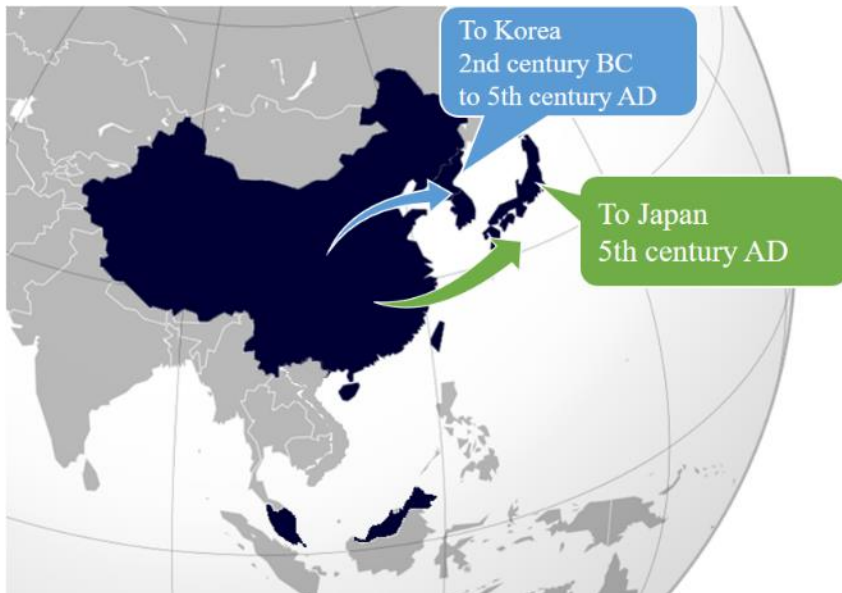 To Korea
2nd century BC
to 5th century AD
To Japan
5th century AD